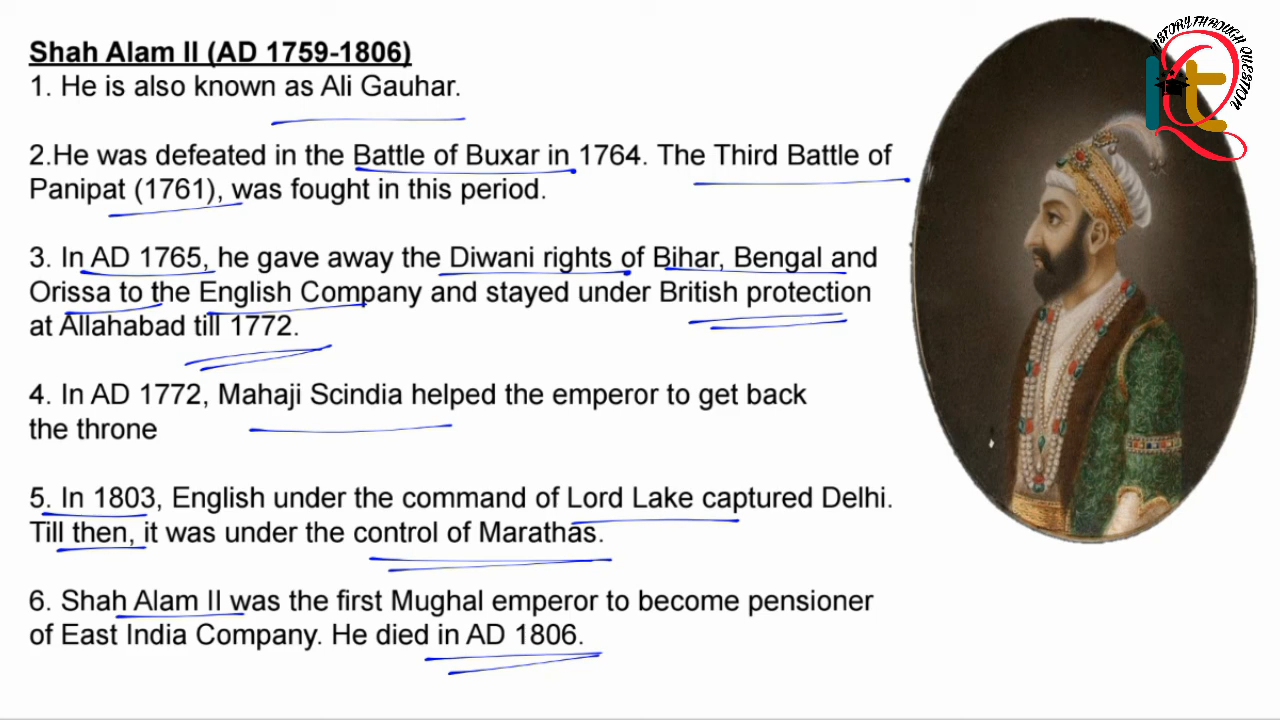 Shah Alam II (AD 1759-1806)
1. He is also known as Ali Gauhar.
2.He was defeated in the Battle of Buxar in 1764. The Third Battle of
Panipat (1761), was fought in this period.
3. In AD 1765, he gave away the Diwani rights of Bihar, Bengal and
Orissa to the English Company and stayed under British protection
at Allahabad till 1772.
4. In AD 1772, Mahaji Scindia helped the emperor to get back
the throne
5. In 1803, English under the command of Lord Lake captured Delhi.
Till then, it was under the control of Marathas.
6. Shah Alam II was the first Mughal emperor to become pensioner
of East India Company. He died in AD 1806.
HISTORY THROUGH QUESTION
htQ